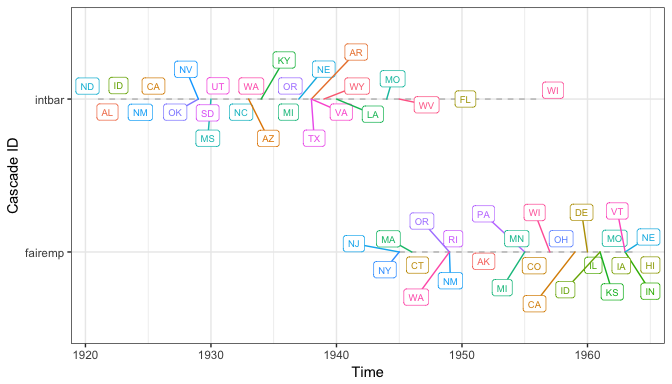 AR
KY
NV NE
MO
ND ID CA UT WA OR WY WI
intbar FL
WV
AL NM OK SD NC MI VA LA
MS AZ TX
Cascade ID
PA WI DE VT
OR
NJ MA RI MN OH MO NE
fairemp
NY CT AK CO IL IA HI
NM
WA MI ID KS IN
CA
1920 1930 1940 1950 1960
Time